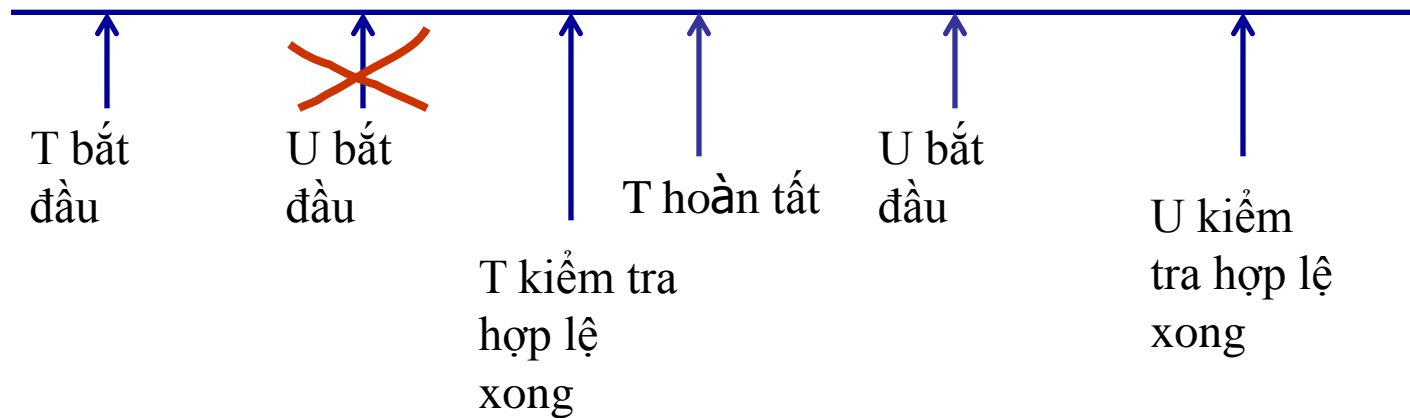 T bắt
đầu
U bắt
đầu
T kiểm tra
hợp lệ
xong
T hoàn tất
U bắt
đầu
U kiểm
tra hợp lệ
xong